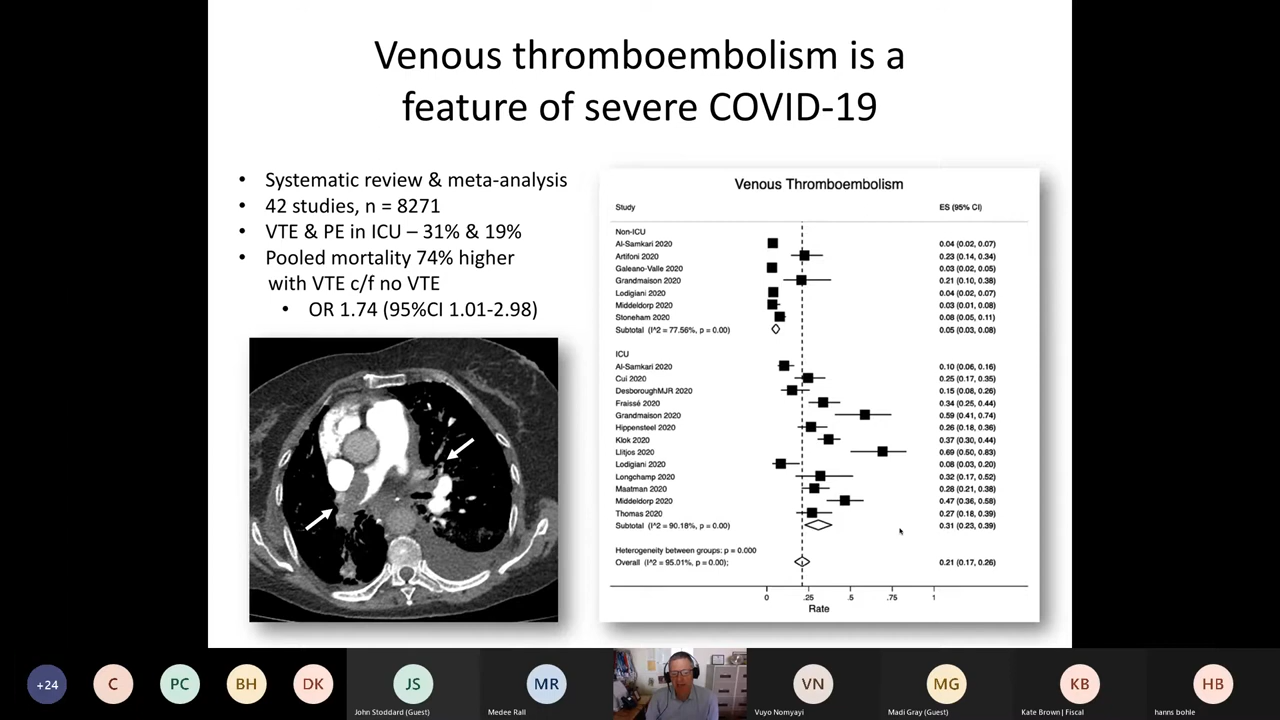 Venous thromboembolism is a
feature of severe COVID-19
• Systematic review & meta-analysis
• 42 studies, n = 8271
• VTE & PE in ICU – 31% & 19%
• Pooled mortality 74% higher
with VTE c/f no VTE
• OR 1.74 (95%CI 1.01-2.98)
Venous Thromboembolism
Study ES (95% CI)
Non-ICU
Al-Samkari 2020 0.04 (0.02, 0.07)
Artifoni 2020 0.23 (0.14, 0.34)
Galeano-Valle 2020 0.03 (0.02, 0.05)
Grandmaison 2020 0.21 (0.10, 0.38)
Lodigiani 2020 0.04 (0.02, 0.07)
Middeldorp 2020 0.03 (0.01, 0.08)
Stoneham 2020 0.08 (0.05, 0.11)
Subtotal (I^2 = 77.56%, p = 0.00) 0.05 (0.03, 0.08)
ICU
Al-Samkari 2020 0.10 (0.06, 0.16)
Cui 2020 0.25 (0.17, 0.35)
DesboroughMJR 2020 0.15 (0.08, 0.26)
Fraissé 2020 0.34 (0.25, 0.44)
Grandmaison 2020 0.59 (0.41, 0.74)
Hippensteel 2020 0.26 (0.18, 0.36)
Klok 2020 0.37 (0.30, 0.44)
Llitjos 2020 0.69 (0.50, 0.83)
Lodigiani 2020 0.08 (0.03, 0.20)
Longchamp 2020 0.32 (0.17, 0.52)
Maatman 2020 0.28 (0.21, 0.38)
Middeldorp 2020 0.47 (0.36, 0.58)
Thomas 2020 0.27 (0.18, 0.39)
Subtotal (I^2 = 90.18%, p = 0.00) 0.31 (0.23, 0.39)
Heterogeneity between groups: p = 0.000
Overall (I^2 = 95.01%, p = 0.00); 0.21 (0.17, 0.26)
0 .25 .5 .75 1
Rate
+24 C PC BH DK JS MR VN MG KB HB
John Stoddard (Guest) Medee Rall Vuyo Nomyayi Madi Gray (Guest) Kate Brown | Fiscal hanns bohle